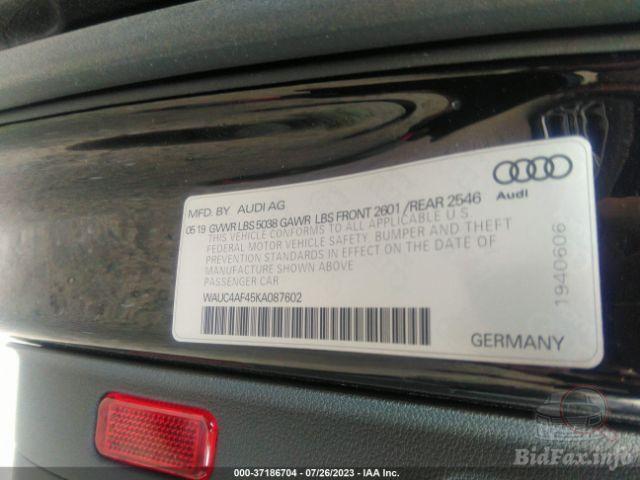 MFD. BY AUDI AG
Audi
0519 GVWR LBS 5038 GAWR LBS FRONT 2601/REAR 2546
THIS VEHICLE CONFORMS TO ALL APPLICABLE U.S.
FEDERAL MOTOR VEHICLE SAFETY, BUMPER AND THEFT
PREVENTION STANDARDS IN EFFECT ON THE DATE OF
MANUFACTURE SHOWN ABOVE
PASSENGER CAR
WAUC4AF45KA087602
1940606
GERMANY
BidFax.info
000-37186704 / 07/26/2023 - IAA Inc.